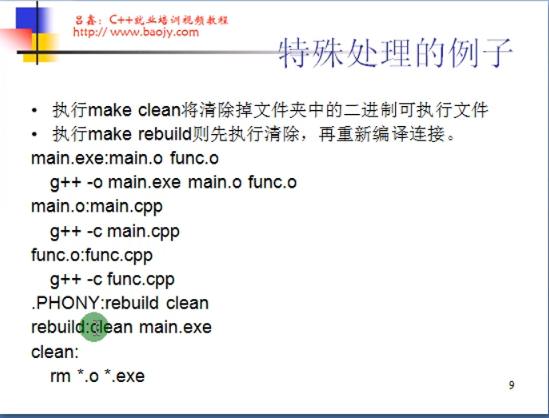 吕鑫：C++就业培训视频教程
http://www.baojy.com
特殊处理的例子
• 执行make clean将清除掉文件夹中的二进制可执行文件
• 执行make rebuild则先执行清除，再重新编译连接。
main.exe:main.o func.o
g++ -o main.exe main.o func.o
main.o:main.cpp
g++ -c main.cpp
func.o:func.cpp
g++ -c func.cpp
.PHONY:rebuild clean
rebuild:clean main.exe
clean:
rm *.o *.exe
9